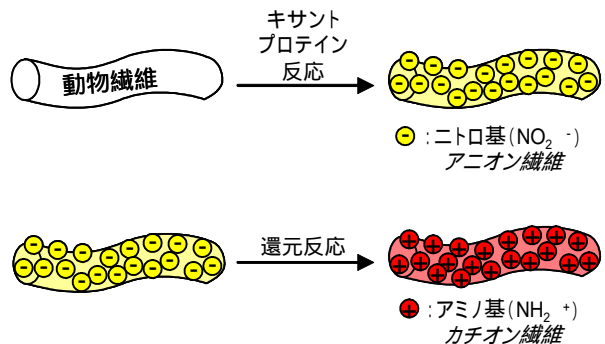 キサント
プロテイン
反応
動物繊維
－:ニトロ基(NO₂⁻)
アニオン繊維
還元反応
＋:アミノ基(NH₂⁺)
カチオン繊維